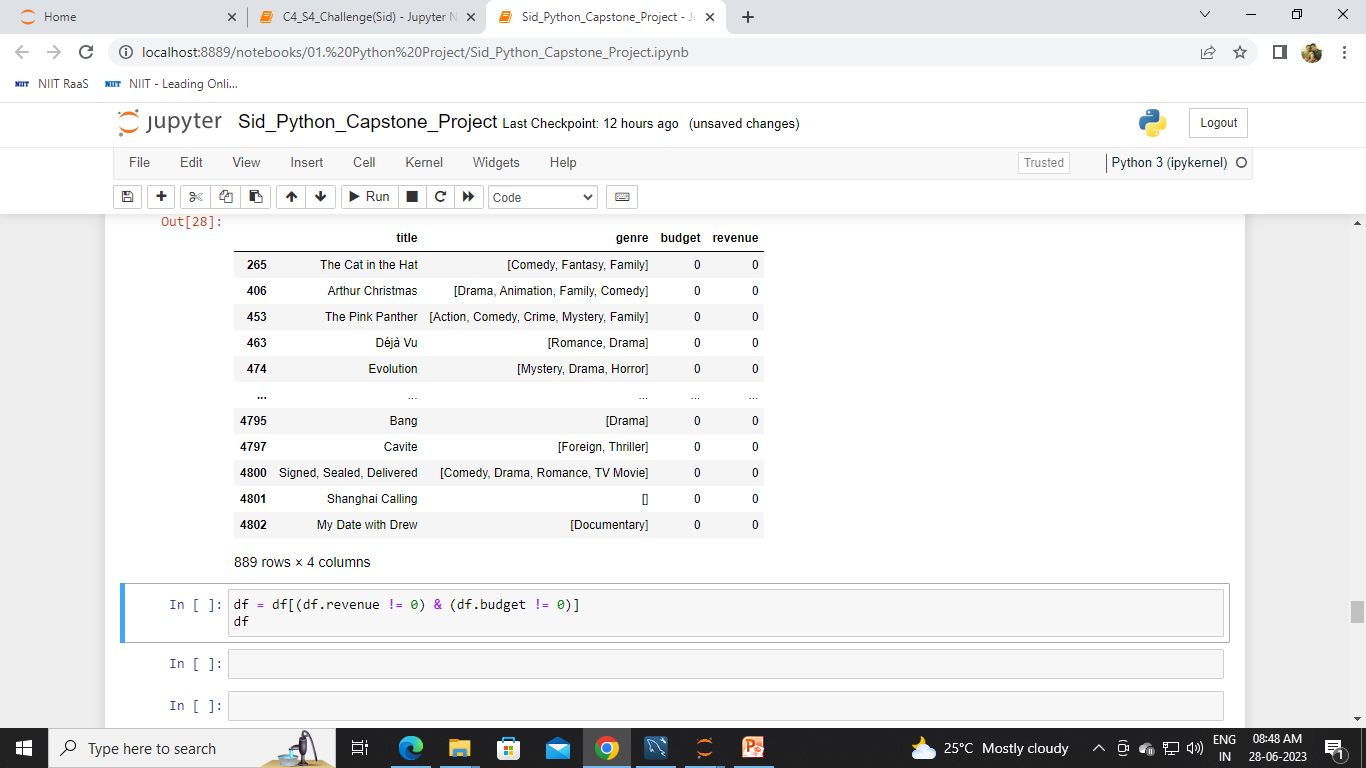 Home
C4_S4_Challenge(Sid) - Jupyter N
Sid_Python_Capstone_Project - Ju
localhost:8889/notebooks/01.%20Python%20Project/Sid_Python_Capstone_Project.ipynb
NIIT NIIT RaaS NIIT NIIT - Leading Onli...
jupyter Sid_Python_Capstone_Project Last Checkpoint: 12 hours ago (unsaved changes) Logout
File Edit View Insert Cell Kernel Widgets Help Trusted Python 3 (ipykernel)
Run Code
Out[28]:
title genre budget revenue
265 The Cat in the Hat [Comedy, Fantasy, Family] 0 0
406 Arthur Christmas [Drama, Animation, Family, Comedy] 0 0
453 The Pink Panther [Action, Comedy, Crime, Mystery, Family] 0 0
463 Déjà Vu [Romance, Drama] 0 0
474 Evolution [Mystery, Drama, Horror] 0 0
... ... ... ... ...
4795 Bang [Drama] 0 0
4797 Cavite [Foreign, Thriller] 0 0
4800 Signed, Sealed, Delivered [Comedy, Drama, Romance, TV Movie] 0 0
4801 Shanghai Calling [] 0 0
4802 My Date with Drew [Documentary] 0 0
889 rows × 4 columns
In [ ]: df = df[(df.revenue != 0) & (df.budget != 0)]
df
In [ ]:
In [ ]:
Type here to search
25°C Mostly cloudy
ENG
IN
08:48 AM
28-06-2023
1